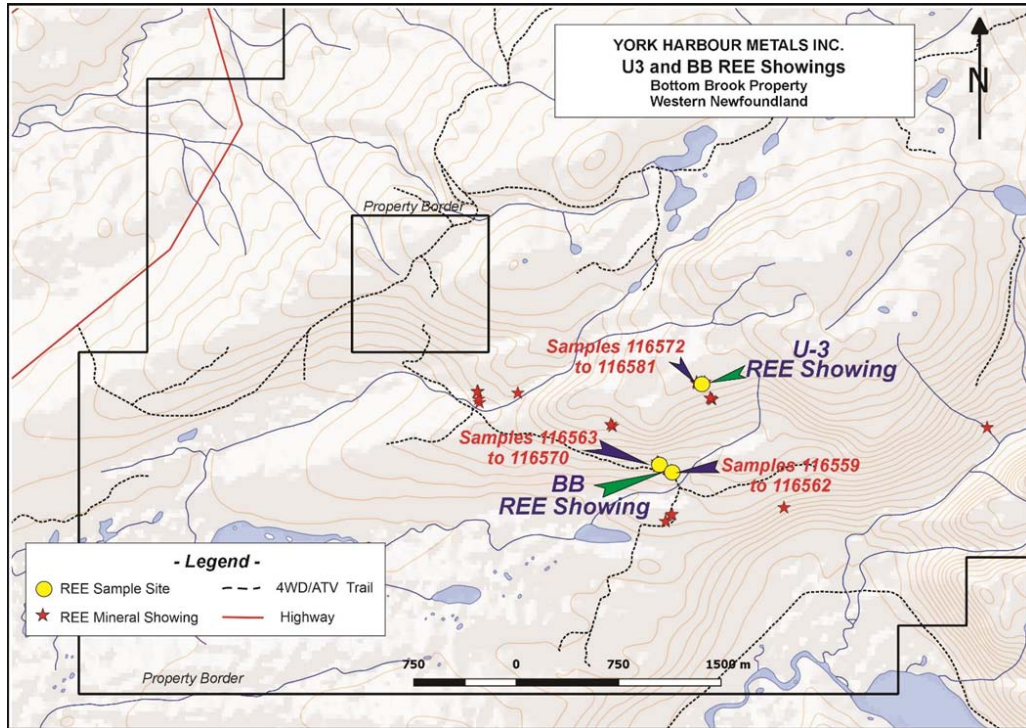 YORK HARBOUR METALS INC.
U3 and BB REE Showings
Bottom Brook Property
Western Newfoundland
N
Property Border
Samples 116572
to 116581
U-3
REE Showing
Samples 116563
to 116570
Samples 116559
to 116562
BB
REE Showing
- Legend -
REE Sample Site
4WD/ATV Trail
REE Mineral Showing
Highway
750
0
750
1500 m
Property Border